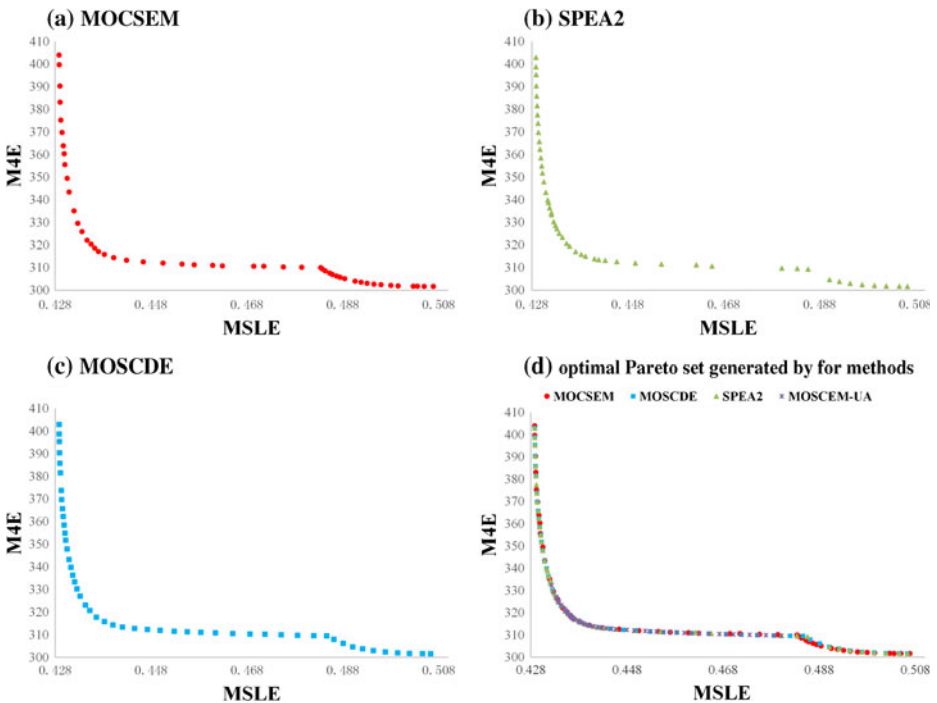 (a) MOCSEM
410
400
390
380
370
360
350
340
330
320
310
300
M4E
0.428 0.418 0.468 0.488 0.508
MSLE
(b) SPEA2
410
400
390
380
370
360
350
340
330
320
310
300
M4E
0.428 0.448 0.468 0.488 0.508
MSLE
(c) MOSCDE
410
400
390
380
370
360
350
340
330
320
310
300
M4E
0.428 0.418 0.468 0.488 0.508
MSLE
(d) optimal Pareto set generated by for methods
MOCSEM MOSCDE SPEA2 MOSCEM-UA
410
400
390
380
370
360
350
340
330
320
310
300
M4E
0.428 0.448 0.468 0.488 0.508
MSLE